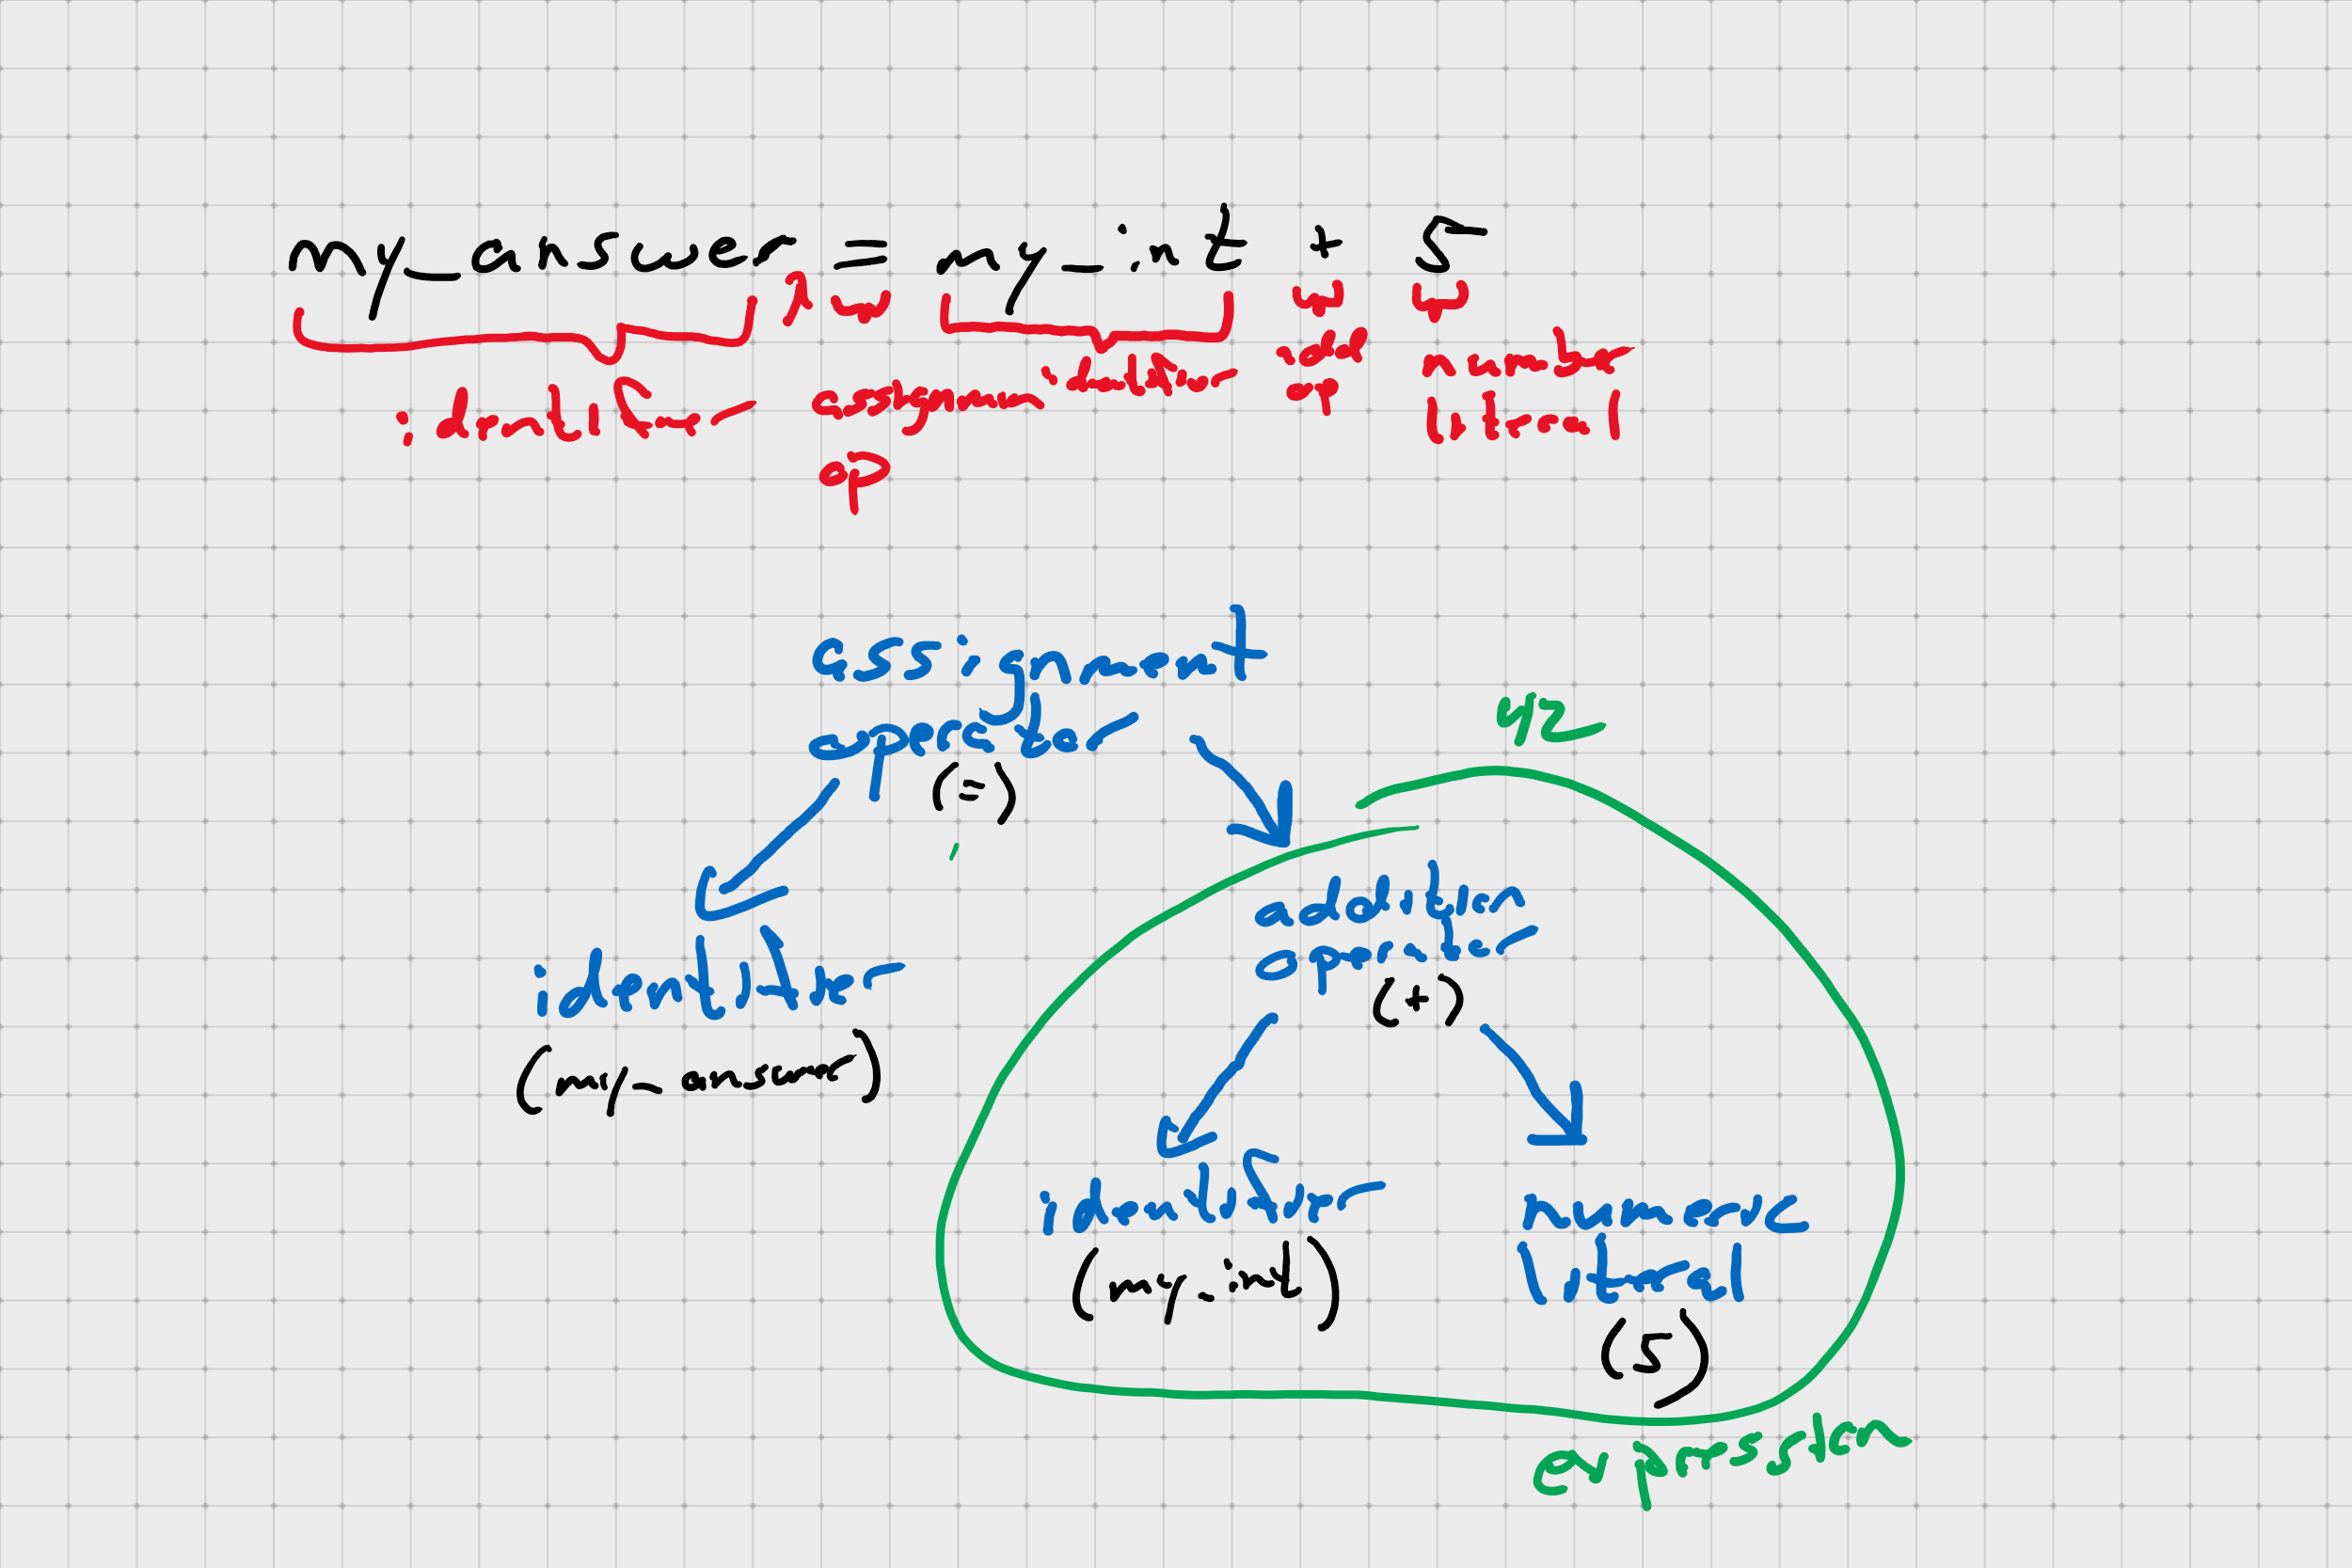 my_answer = my_int + 5
identifier assignment op identifier add op number literal
assignment
operator
(=)
42
addition
operator
(+)
identifier
(my_answer)
identifier
(my_int)
numeric
literal
(5)
expression